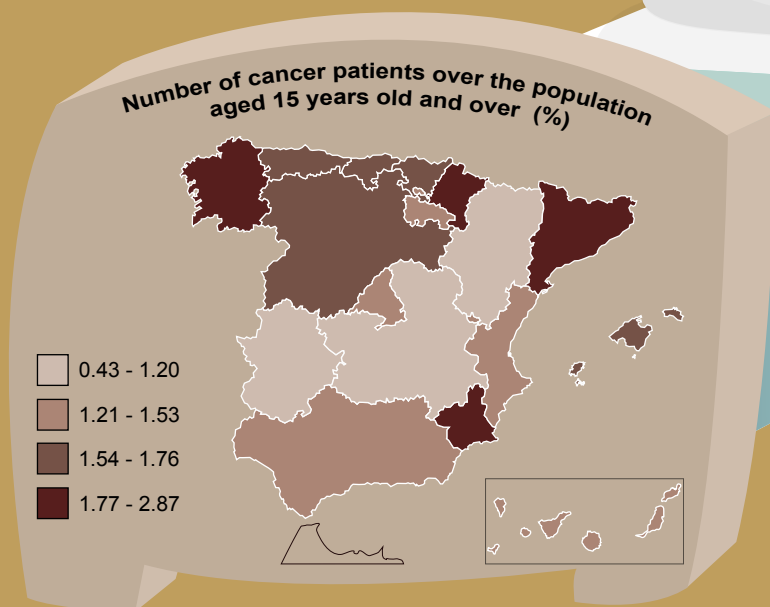 Number of cancer patients over the population
aged 15 years old and over (%)
0.43 - 1.20
1.21 - 1.53
1.54 - 1.76
1.77 - 2.87